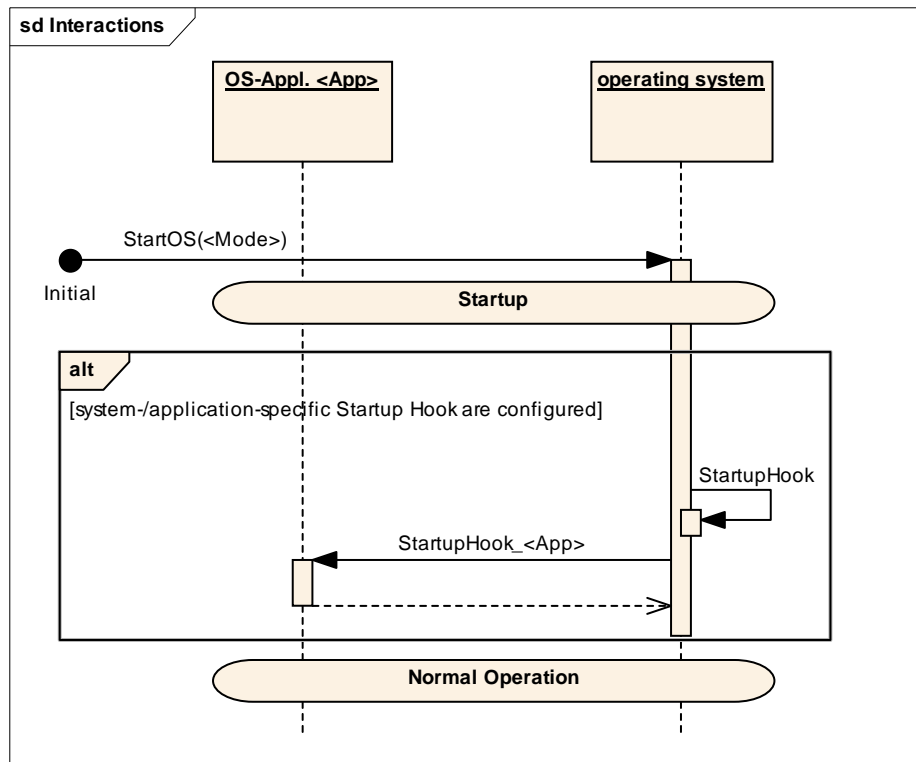 sd Interactions
OS-Appl. <App>
operating system
StartOS(<Mode>)
Initial
Startup
alt
[system-/application-specific Startup Hook are configured]
StartupHook
StartupHook_<App>
Normal Operation